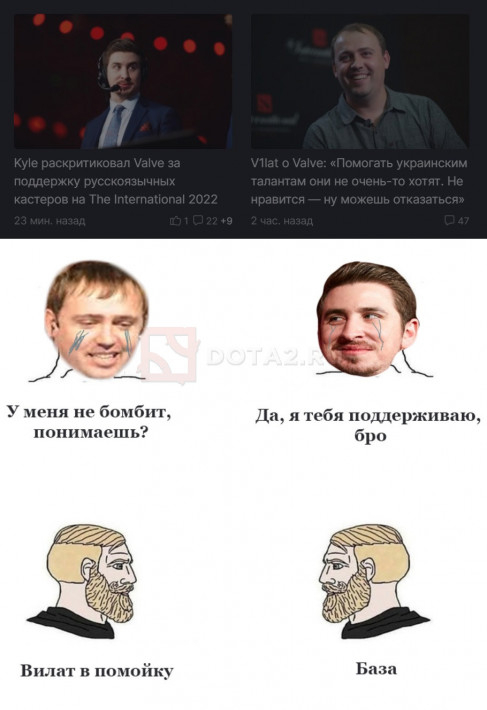 Kyle раскритиковал Valve за
поддержку русскоязычных
кастеров на The International 2022
23 мин. назад
1 22 +9
V1lat о Valve: «Помогать украинским
талантам они не очень-то хотят. Не
нравится — ну можешь отказаться»
2 час. назад
47
DOTA2.R
У меня не бомбит,
понимаешь?
Да, я тебя поддерживаю,
бро
Вилат в помойку
База